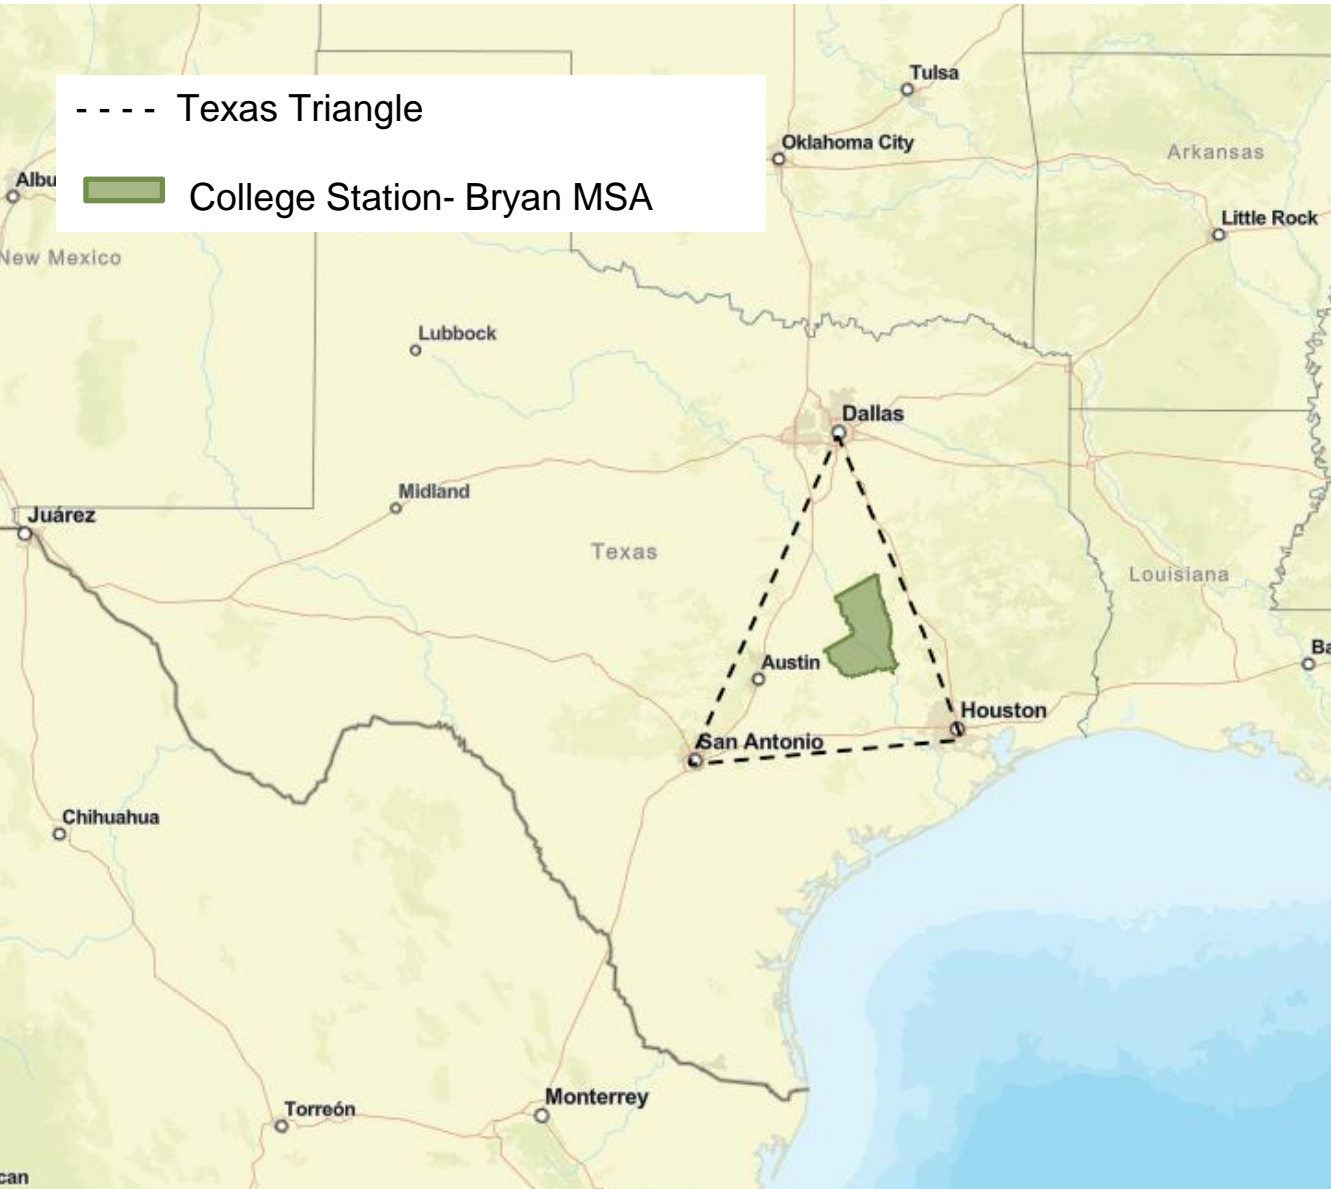 - - - - Texas Triangle
College Station- Bryan MSA
Tulsa
Oklahoma City
Arkansas
Albu
Little Rock
New Mexico
Lubbock
Dallas
Midland
Juárez
Texas
Louisiana
Austin
Ba
Houston
San Antonio
Chihuahua
Monterrey
Torreón
can